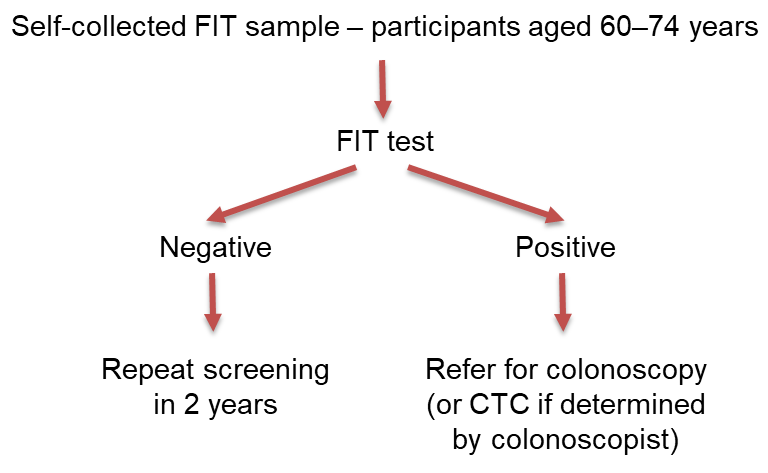 Self-collected FIT sample – participants aged 60–74 years
FIT test
Negative
Positive
Repeat screening
in 2 years
Refer for colonoscopy
(or CTC if determined
by colonoscopist)